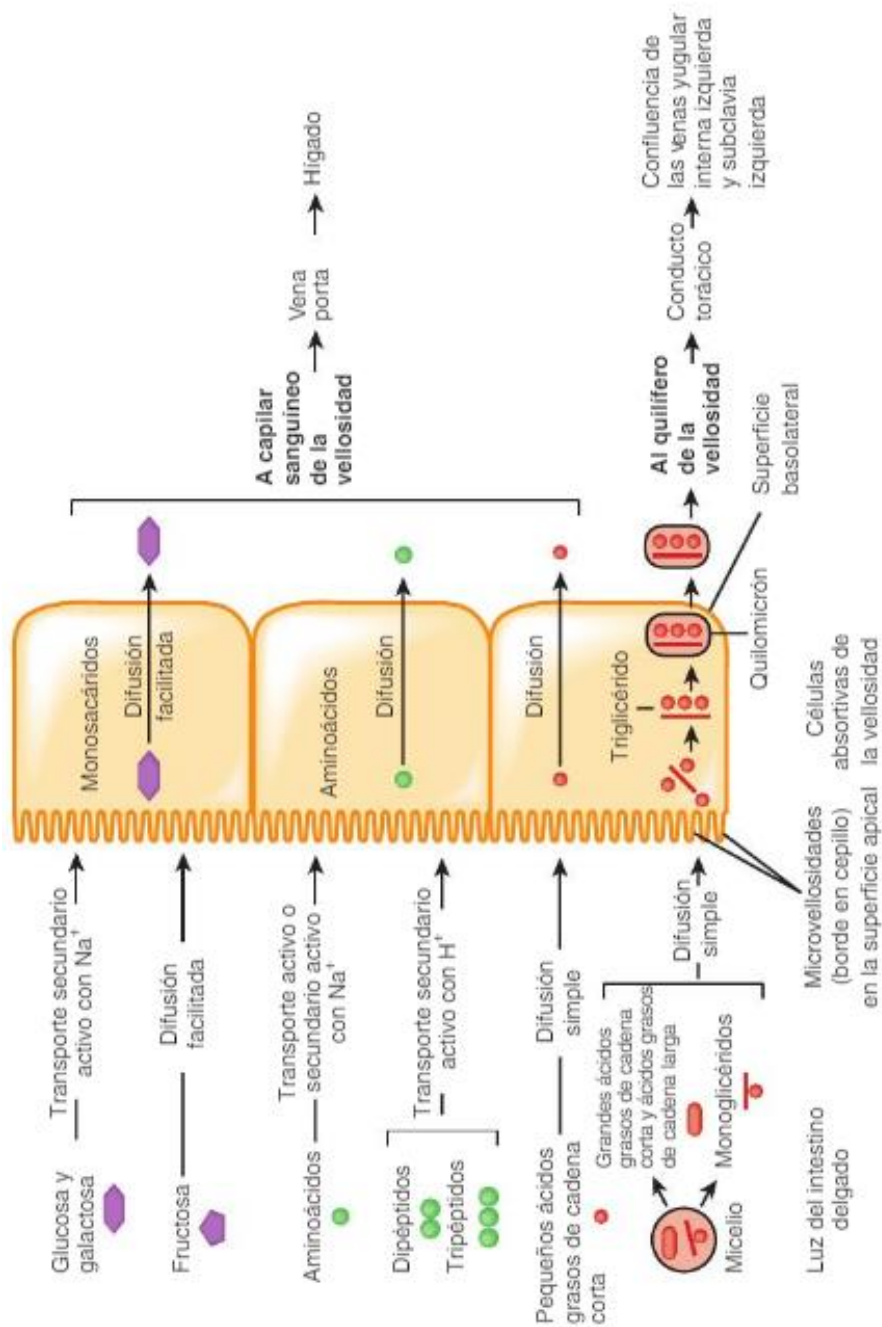 Glucosa y
galactosa
Transporte secundario
activo con Na+
Fructosa
Difusión
facilitada
Aminoácidos
Transporte activo o
secundario activo
con Na+
Dipéptidos
Tripéptidos
Transporte secundario
activo con H+
Pequeños ácidos
grasos de cadena
corta
Difusión
simple
Grandes ácidos
grasos de cadena
corta y ácidos grasos
de cadena larga
Monoglicéridos
Micelio
Difusión
simple
Monosacáridos
Difusión
facilitada
Aminoácidos
Difusión
Difusión
Triglicérido
A capilar
sanguíneo
de la
vellosidad
Vena
porta
Hígado
Al quilífero
de la
vellosidad
Conducto
torácico
Confluencia de
las venas yugular
interna izquierda
y subclavia
izquierda
Luz del intestino
delgado
Microvellosidades
(borde en cepillo)
en la superficie apical
Células
absortivas de
la vellosidad
Quilomicrón
Superficie
basolateral